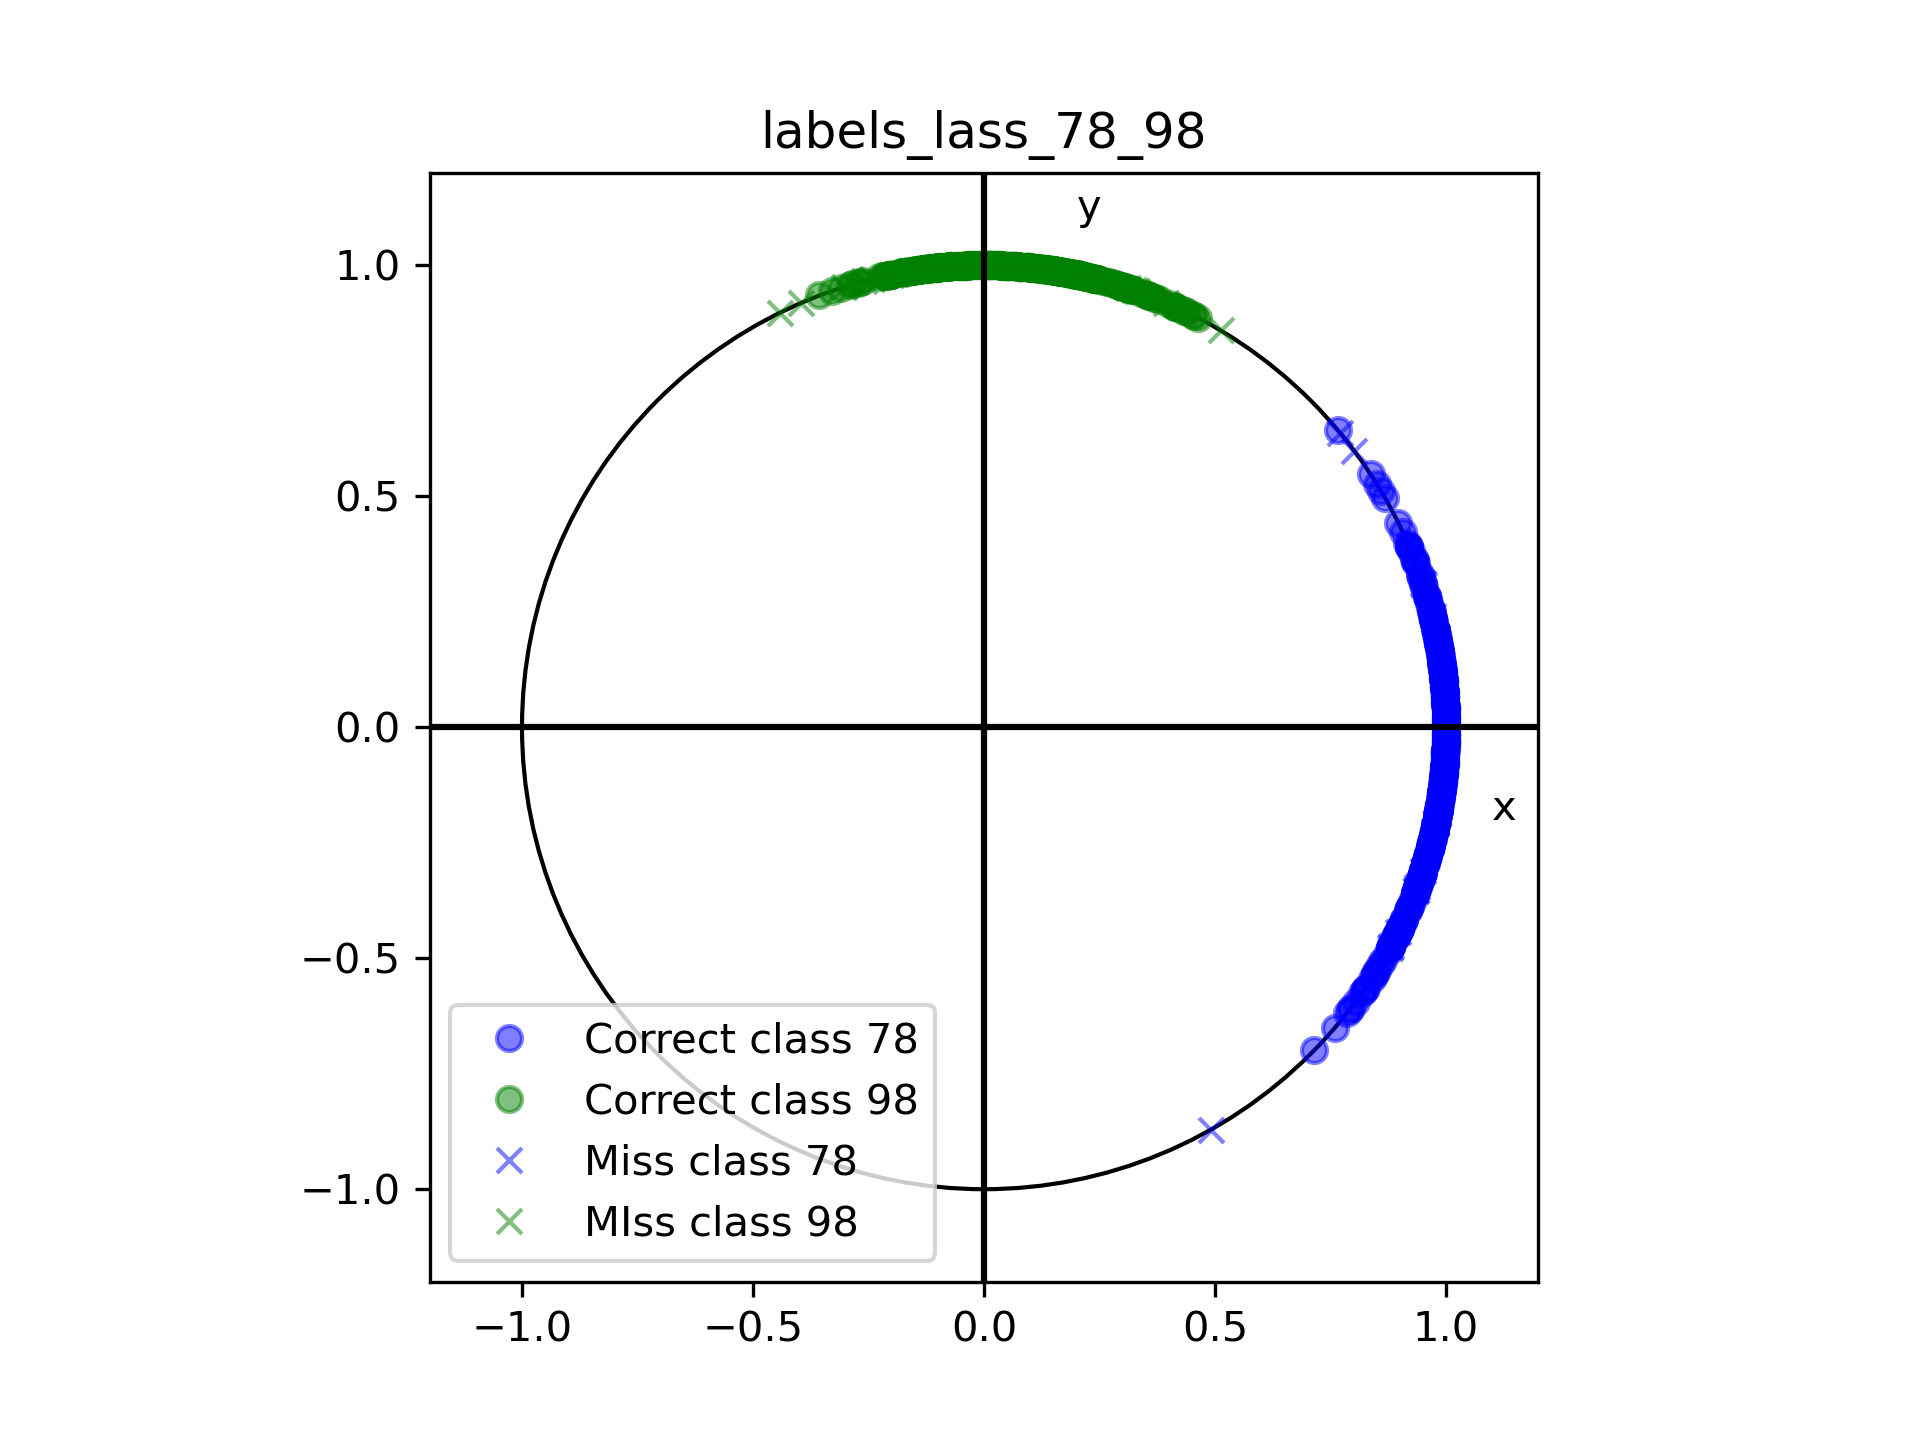 labels_lass_78_98
y
1.0
0.5
0.0
−0.5
−1.0
x
Correct class 78
Correct class 98
Miss class 78
MIss class 98
−1.0 −0.5 0.0 0.5 1.0